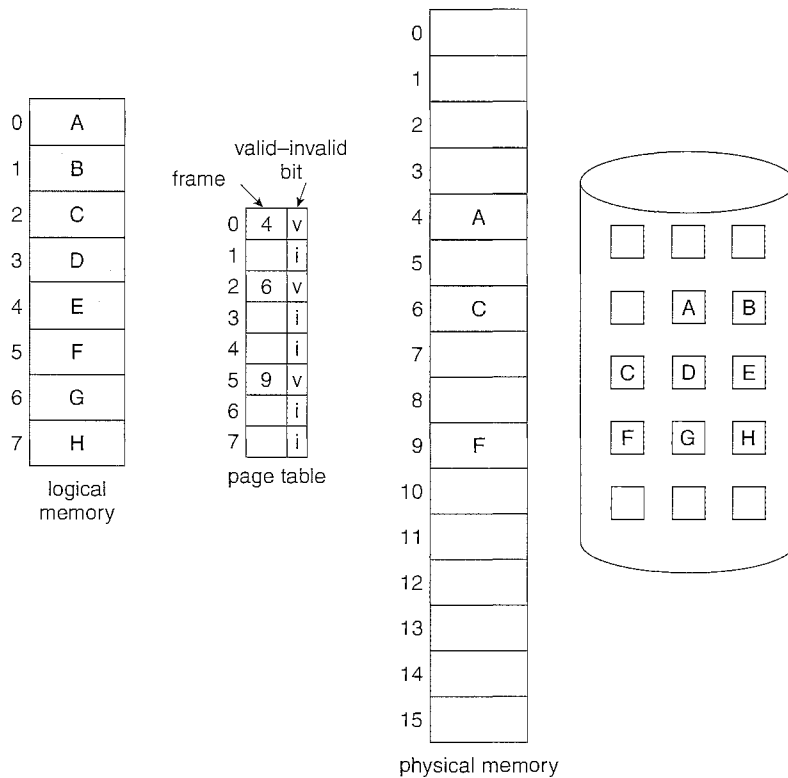 0 A
1 B
2 C
3 D
4 E
5 F
6 G
7 H
logical
memory
valid–invalid
frame bit
0 4 v
1 i
2 6 v
3 i
4 i
5 9 v
6 i
7 i
page table
0
1
2
3
4 A
5
6 C
7
8
9 F
10
11
12
13
14
15
physical memory
A B
C D E
F G H